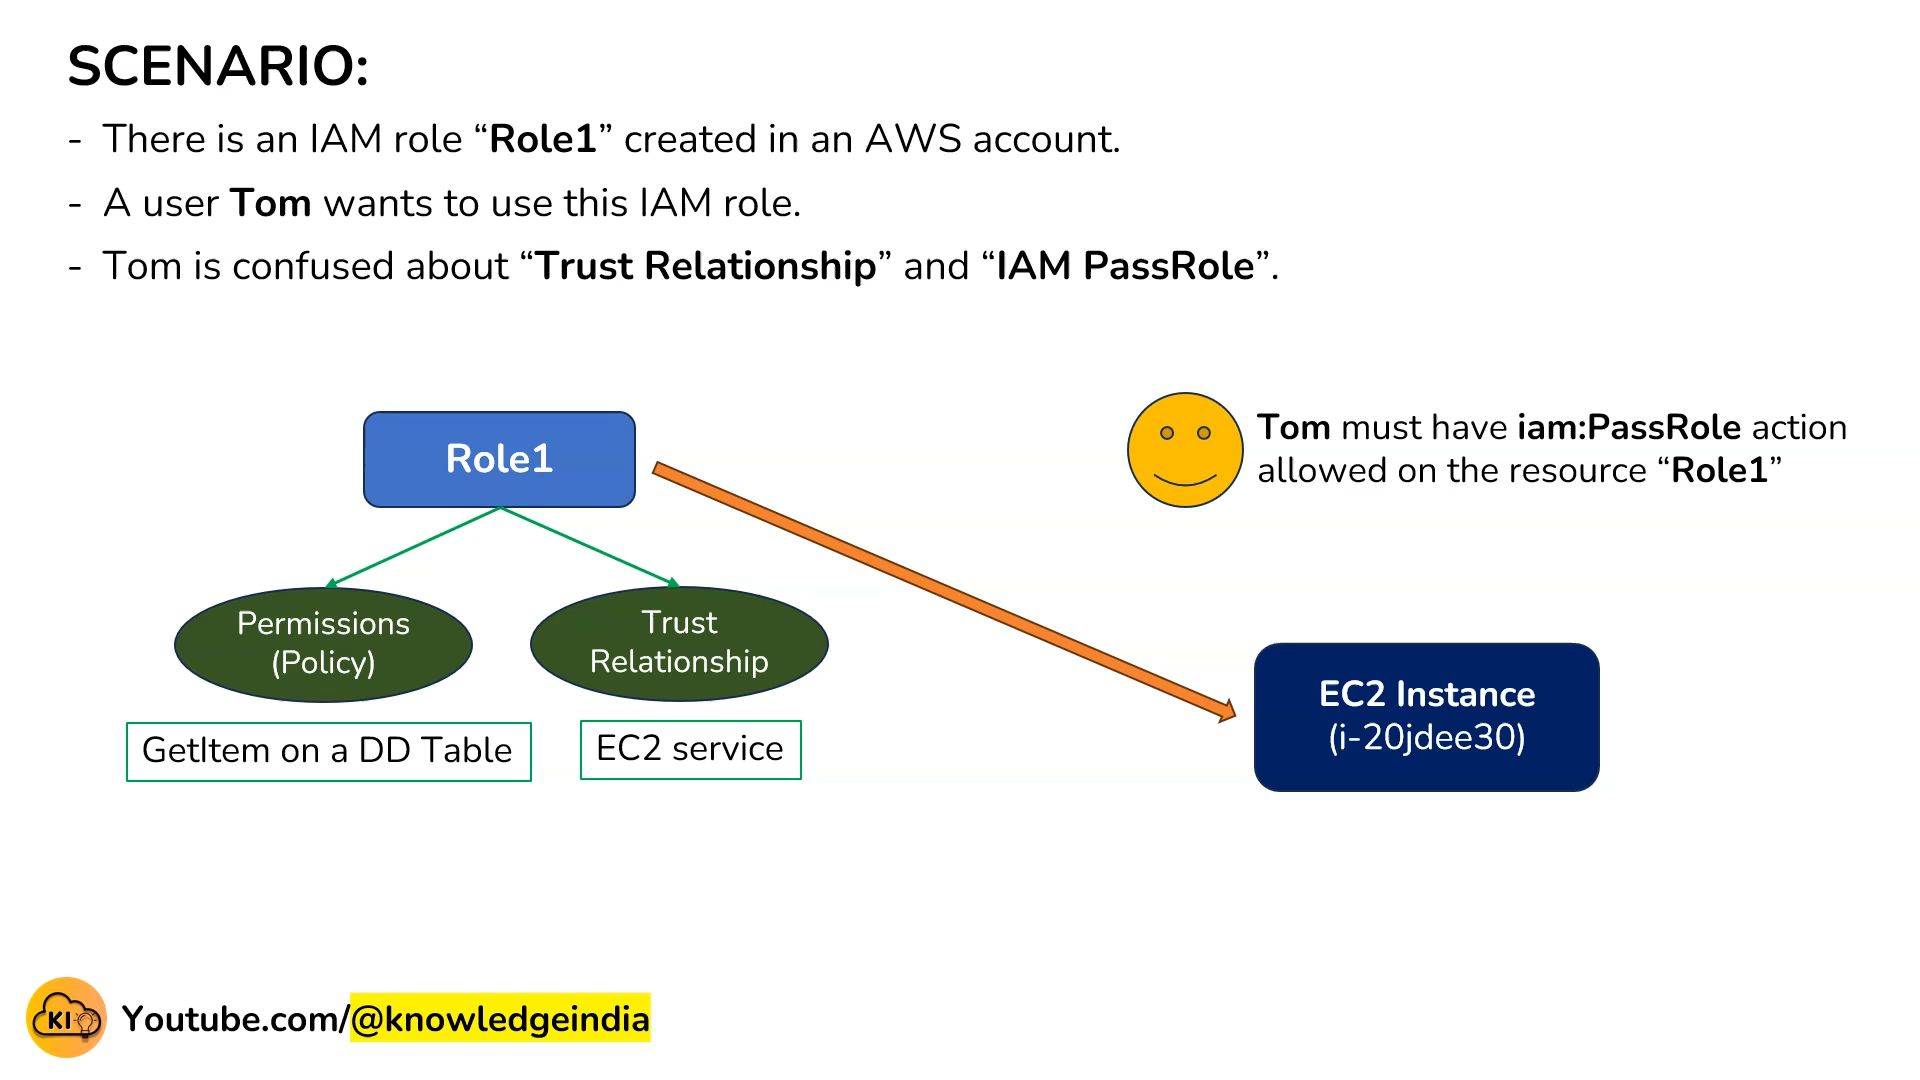 SCENARIO:
- There is an IAM role “Role1” created in an AWS account.
- A user Tom wants to use this IAM role.
- Tom is confused about “Trust Relationship” and “IAM PassRole”.
Role1
Tom must have iam:PassRole action
allowed on the resource “Role1”
Permissions
(Policy)
Trust
Relationship
GetItem on a DD Table
EC2 service
EC2 Instance
(i-20jdee30)
KI
Youtube.com/@knowledgeindia